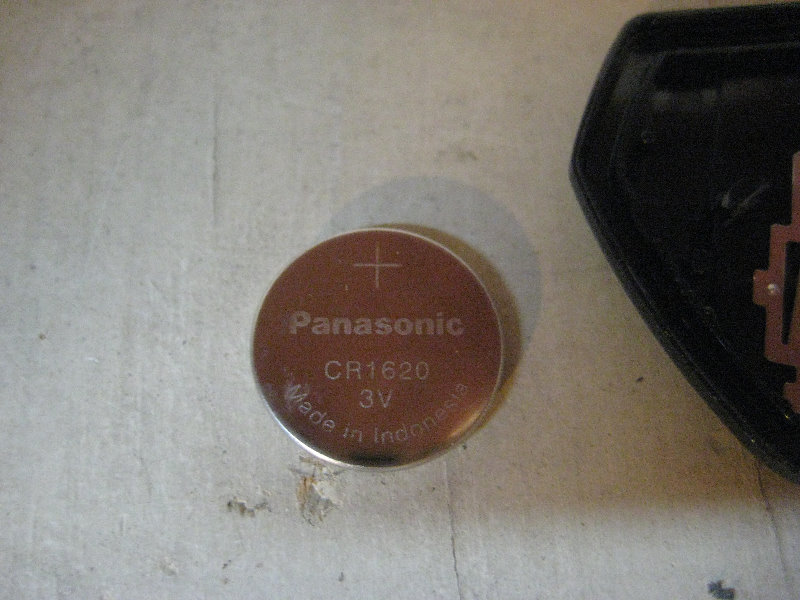 +
Panasonic
CR1620
3V
Made in Indonesia